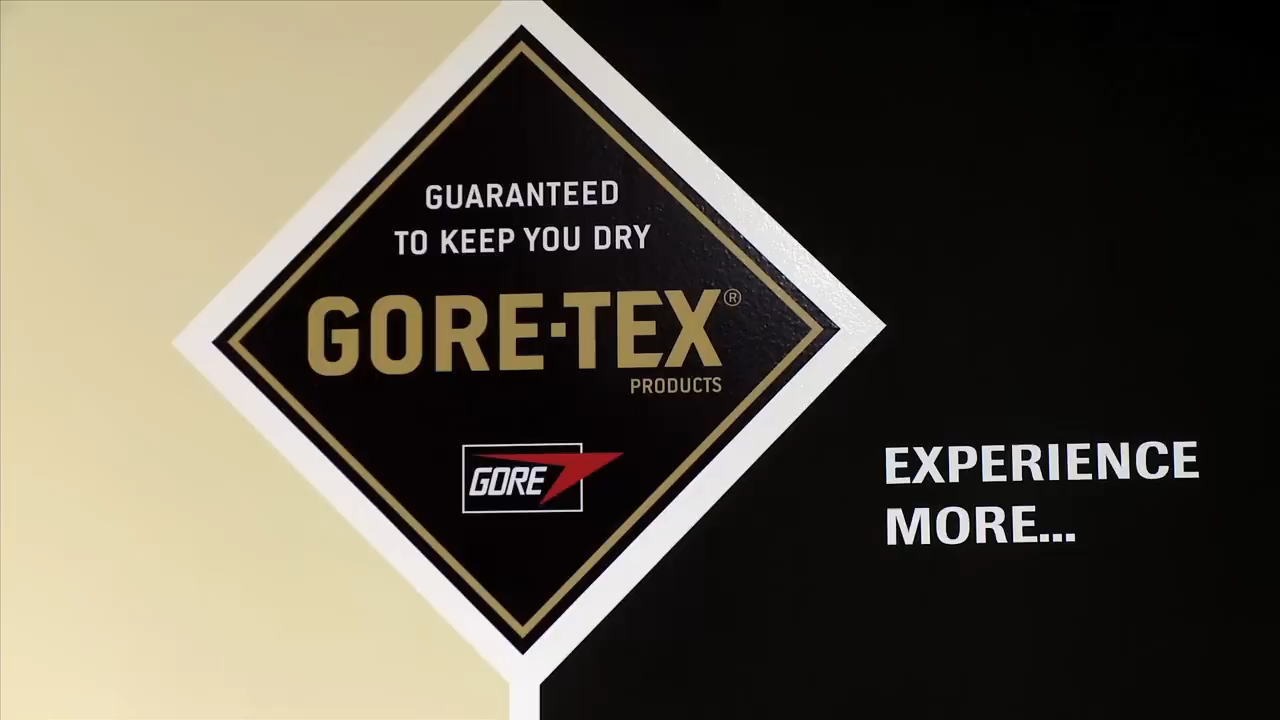 GUARANTEED
TO KEEP YOU DRY
GORE-TEX®
PRODUCTS
GORE
EXPERIENCE
MORE...